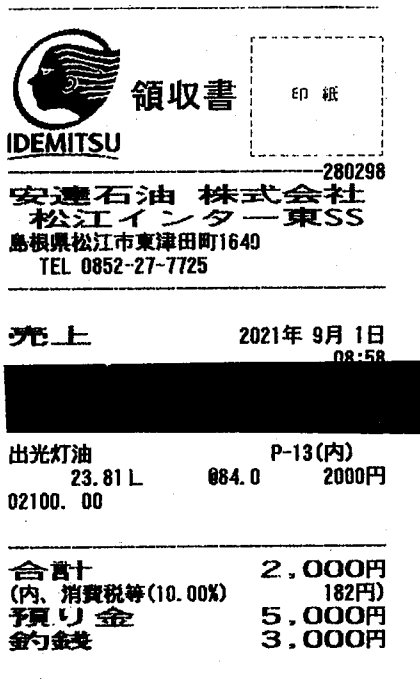 領収書
印 紙
IDEMITSU
280298
安達石油 株式会社
松江インター東SS
島根県松江市東津田町1640
TEL 0852-27-7725
売上 2021年 9月 1日
08:58
出光灯油 P-13(内)
23.81L @84.0 2000円
02100. 00
合計 2,000円
(内、消費税等(10.00%) 182円)
預り金 5,000円
釣銭 3,000円